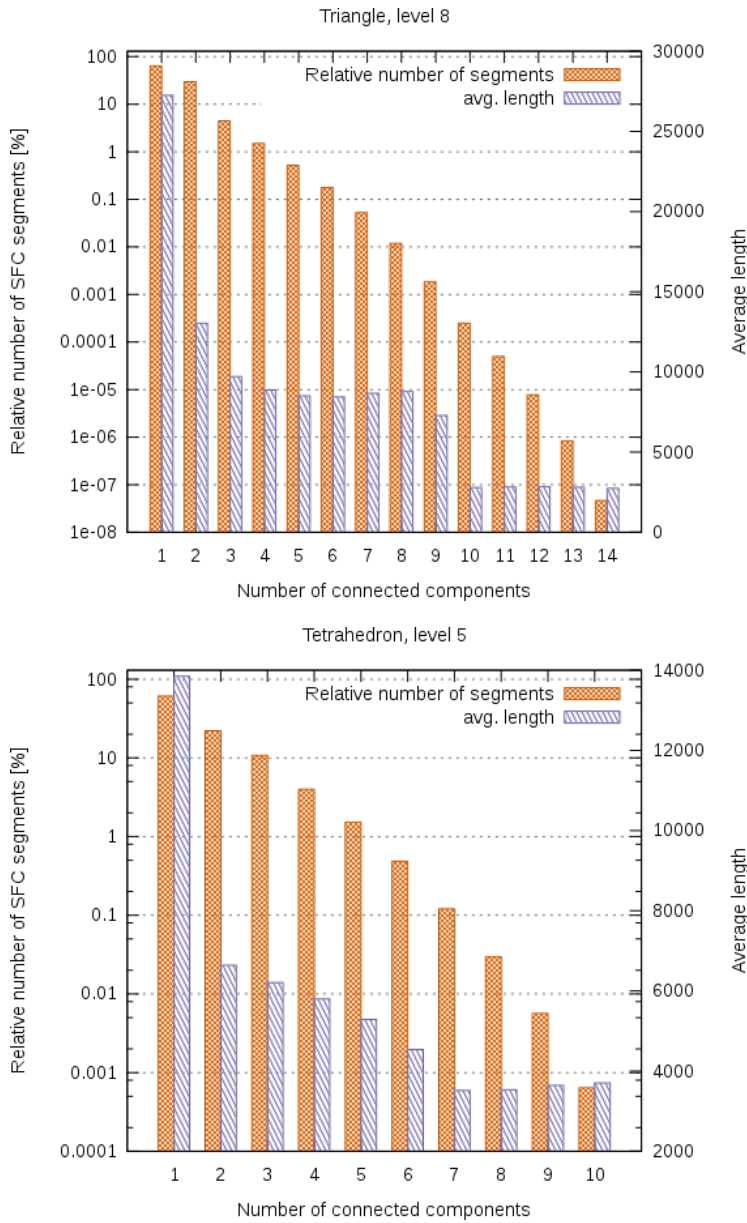 Triangle, level 8
Relative number of segments
avg. length
Relative number of SFC segments [%]
100
10
1
0.1
0.01
0.001
0.0001
1e-05
1e-06
1e-07
1e-08
30000
25000
20000
15000
10000
5000
0
Average length
1 2 3 4 5 6 7 8 9 10 11 12 13 14
Number of connected components
Tetrahedron, level 5
Relative number of segments
avg. length
Relative number of SFC segments [%]
100
10
1
0.1
0.01
0.001
0.0001
14000
12000
10000
8000
6000
4000
2000
Average length
1 2 3 4 5 6 7 8 9 10
Number of connected components